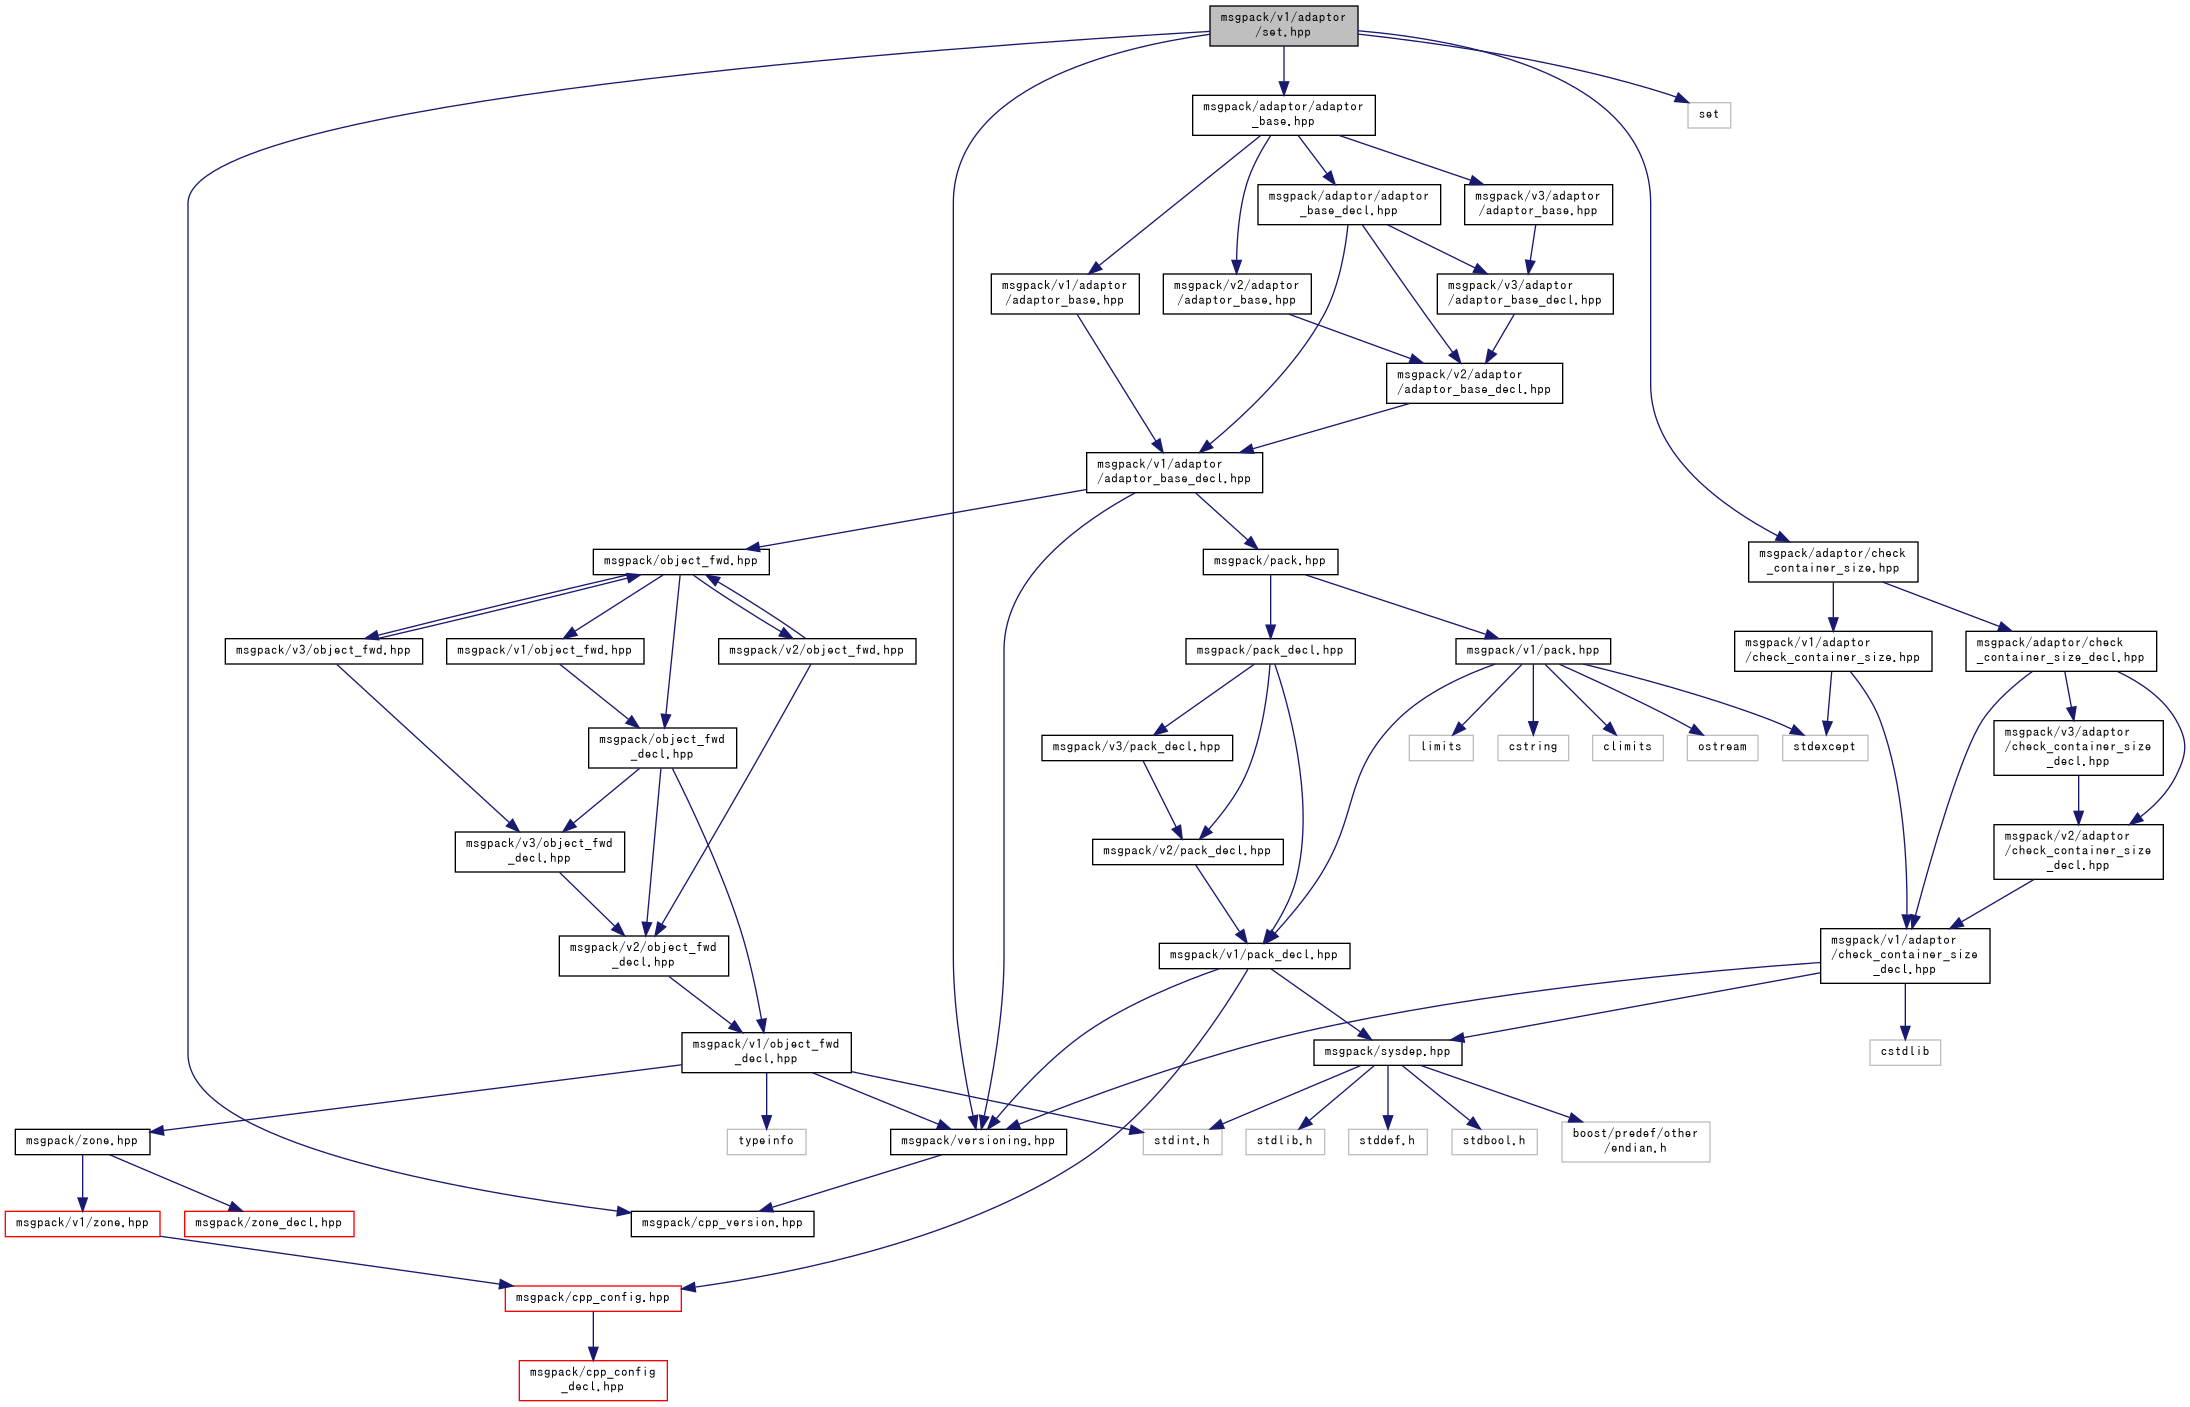 msgpack/v1/adaptor
/set.hpp
msgpack/adaptor/adaptor
_base.hpp
set
msgpack/adaptor/adaptor
_base_decl.hpp
msgpack/v3/adaptor
/adaptor_base.hpp
msgpack/v1/adaptor
/adaptor_base.hpp
msgpack/v2/adaptor
/adaptor_base.hpp
msgpack/v3/adaptor
/adaptor_base_decl.hpp
msgpack/v2/adaptor
/adaptor_base_decl.hpp
msgpack/v1/adaptor
/adaptor_base_decl.hpp
msgpack/object_fwd.hpp
msgpack/pack.hpp
msgpack/adaptor/check
_container_size.hpp
msgpack/v3/object_fwd.hpp
msgpack/v1/object_fwd.hpp
msgpack/v2/object_fwd.hpp
msgpack/pack_decl.hpp
msgpack/v1/pack.hpp
msgpack/v1/adaptor
/check_container_size.hpp
msgpack/adaptor/check
_container_size_decl.hpp
msgpack/object_fwd
_decl.hpp
msgpack/v3/pack_decl.hpp
limits
cstring
climits
ostream
stdexcept
msgpack/v3/adaptor
/check_container_size
_decl.hpp
msgpack/v3/object_fwd
_decl.hpp
msgpack/v2/pack_decl.hpp
msgpack/v2/adaptor
/check_container_size
_decl.hpp
msgpack/v2/object_fwd
_decl.hpp
msgpack/v1/pack_decl.hpp
msgpack/v1/adaptor
/check_container_size
_decl.hpp
msgpack/v1/object_fwd
_decl.hpp
msgpack/sysdep.hpp
cstdlib
msgpack/zone.hpp
typeinfo
msgpack/versioning.hpp
stdint.h
stdlib.h
stddef.h
stdbool.h
boost/predef/other
/endian.h
msgpack/v1/zone.hpp
msgpack/zone_decl.hpp
msgpack/cpp_version.hpp
msgpack/cpp_config.hpp
msgpack/cpp_config
_decl.hpp